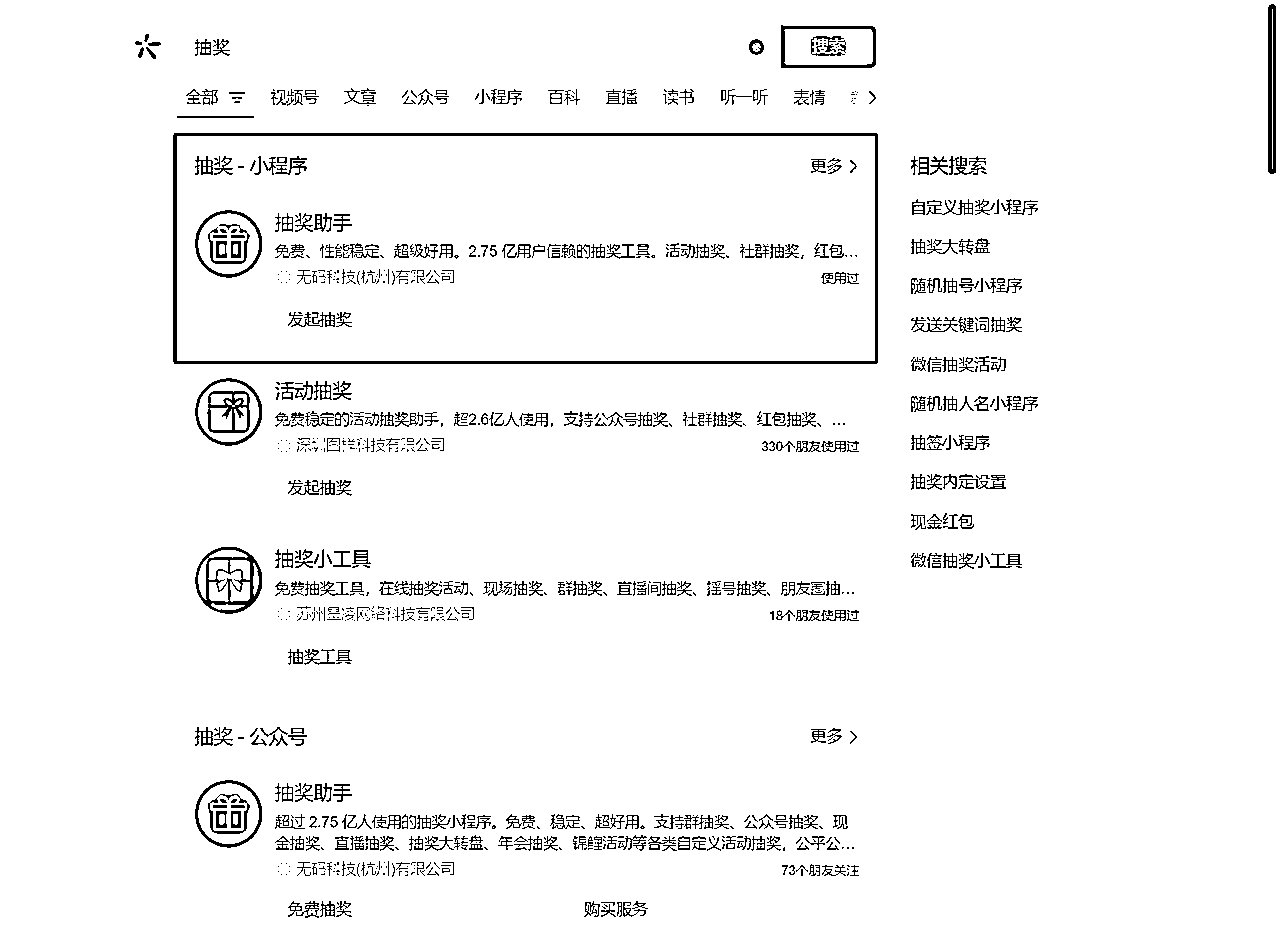 抽奖
搜索
全部 视频号 文章 公众号 小程序 百科 直播 读书 听一听 表情
抽奖 - 小程序
更多
抽奖助手
免费、性能稳定、超级好用。2.75 亿用户信赖的抽奖工具。活动抽奖、社群抽奖，红包...
无码科技(杭州)有限公司
使用过
发起抽奖
活动抽奖
免费稳定的活动抽奖助手，超2.6亿人使用，支持公众号抽奖、社群抽奖、红包抽奖、...
科技有限公司
330个朋友使用过
发起抽奖
抽奖小工具
免费抽奖工具，在线抽奖活动、现场抽奖、群抽奖、直播间抽奖、摇号抽奖、朋友圈抽...
苏州昱凌网络科技有限公司
18个朋友使用过
抽奖工具
抽奖 - 公众号
更多
抽奖助手
超过 2.75 亿人使用的抽奖小程序。免费、稳定、超好用。支持群抽奖、公众号抽奖、现
金抽奖、直播抽奖、抽奖大转盘、年会抽奖、锦鲤活动等各类自定义活动抽奖，公平公...
无码科技(杭州)有限公司
73个朋友关注
免费抽奖
购买服务
相关搜索
自定义抽奖小程序
抽奖大转盘
随机抽号小程序
发送关键词抽奖
微信抽奖活动
随机抽人名小程序
抽签小程序
抽奖内定设置
现金红包
微信抽奖小工具